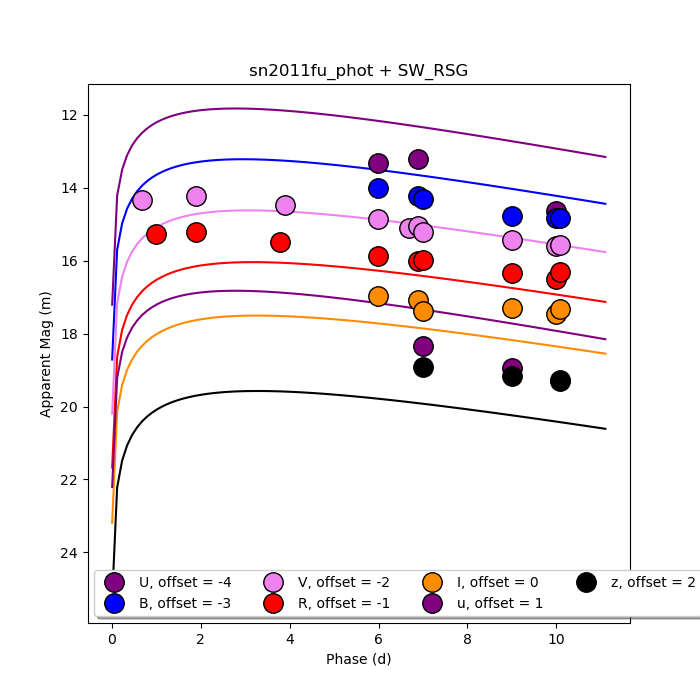 sn2011fu_phot + SW_RSG
12
14
16
18
20
22
24
Apparent Mag (m)
U, offset = -4
V, offset = -2
I, offset = 0
z, offset = 2
B, offset = -3
R, offset = -1
u, offset = 1
0 2 4 6 8 10
Phase (d)